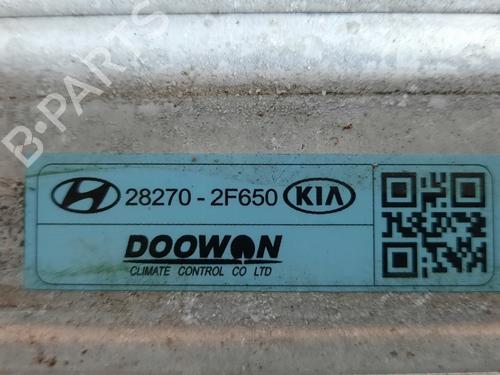 B-PARTS
28270 - 2F650 KIA
DOOWON
CLIMATE CONTROL CO LTD